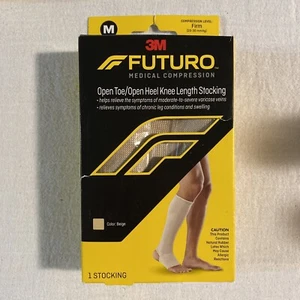 M
COMPRESSION LEVEL
Firm
3M
FUTURO
MEDICAL COMPRESSION
Open Toe/Open Heel Knee Length Stocking
• helps relieve the symptoms of moderate-to-severe varicose veins
• relieves symptoms of chronic leg conditions and swelling
Color: Beige
CAUTION
This Product
Contains
Natural Rubber
Latex Which
May Cause
Allergic
Reactions
1 STOCKING